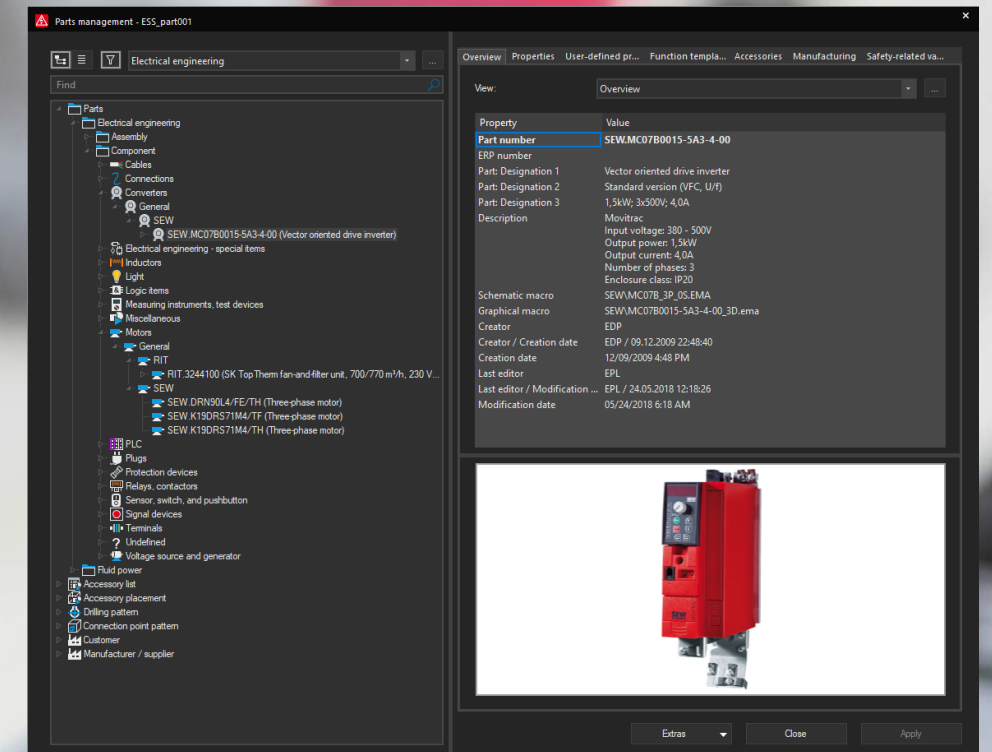 Parts management - ESS_part001
×
Electrical engineering
...
Find
Parts
Electrical engineering
Assembly
Component
Cables
Connections
Converters
General
SEW
SEW.MC07B0015-5A3-4-00 (Vector oriented drive inverter)
Electrical engineering - special items
Inductors
Light
Logic items
Measuring instruments, test devices
Miscellaneous
Motors
General
RIT
RIT.3244100 (SK TopTherm fan-and-filter unit, 700/770 m³/h, 230 V...
SEW
SEW.DRN90L4/FE/TH (Three-phase motor)
SEW.K19DRS71M4/TF (Three-phase motor)
SEW.K19DRS71M4/TH (Three-phase motor)
PLC
Plugs
Protection devices
Relays, contactors
Sensor, switch, and pushbutton
Signal devices
Terminals
Undefined
Voltage source and generator
Fluid power
Accessory list
Accessory placement
Drilling pattern
Connection point pattern
Customer
Manufacturer / supplier
Overview Properties User-defined pr... Function templa... Accessories Manufacturing Safety-related va...
View: Overview ...
Property Value
Part number SEW.MC07B0015-5A3-4-00
ERP number
Part: Designation 1 Vector oriented drive inverter
Part: Designation 2 Standard version (VFC, U/f)
Part: Designation 3 1,5kW; 3x500V; 4,0A
Description Movitrac
Input voltage: 380 - 500V
Output power: 1,5kW
Output current: 4,0A
Number of phases: 3
Enclosure class: IP20
Schematic macro SEW\MC07B_3P_0S.EMA
Graphical macro SEW\MC07B0015-5A3-4-00_3D.ema
Creator EDP
Creator / Creation date EDP / 09.12.2009 22:48:40
Creation date 12/09/2009 4:48 PM
Last editor EPL
Last editor / Modification ... EPL / 24.05.2018 12:18:26
Modification date 05/24/2018 6:18 AM
SEW
Extras Close Apply